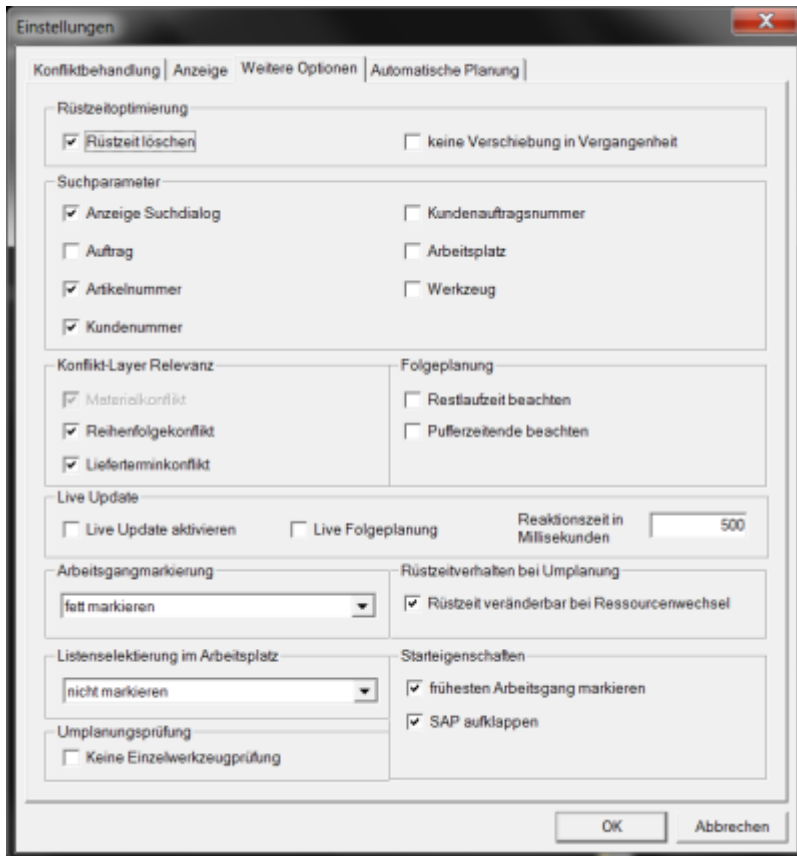 Einstellungen
Konfliktbehandlung Anzeige Weitere Optionen Automatische Planung
Rüstzeitoptimierung
Rüstzeit löschen keine Verschiebung in Vergangenheit
Suchparameter
Anzeige Suchdialog Kundenauftragsnummer
Auftrag Arbeitsplatz
Artikelnummer Werkzeug
Kundenummer
Konflikt-Layer Relevanz Folgeplanung
Materialkonflikt Restlaufzeit beachten
Reihenfolgekonflikt Pufferzeitende beachten
Lieferterminkonflikt
Live Update
Live Update aktivieren Live Folgeplanung Reaktionszeit in Millisekunden 500
Arbeitsgangmarkierung Rüstzeitverhalten bei Umplanung
fett markieren Rüstzeit veränderbar bei Ressourcenwechsel
Listenselektierung im Arbeitsplatz Starteigenschaften
nicht markieren frühesten Arbeitsgang markieren
SAP aufklappen
Umplanungsprüfung
Keine Einzelwerkzeugprüfung
OK Abbrechen